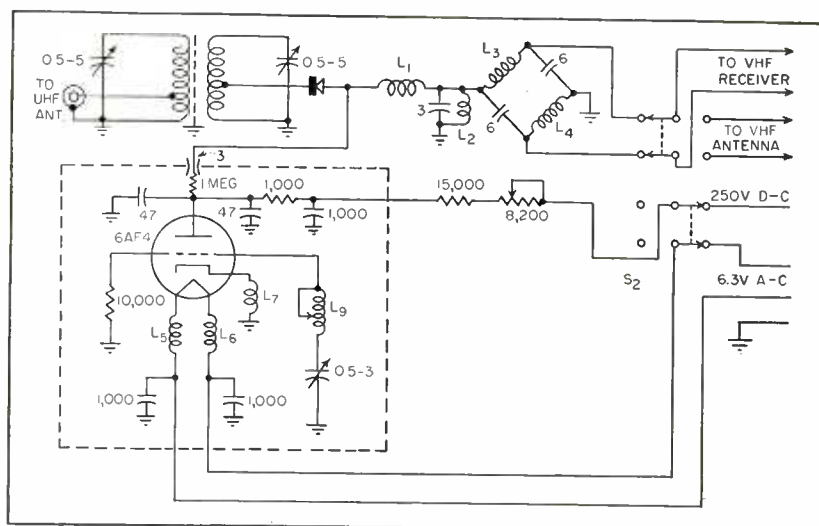 0.5-5
TO
UHF
ANT.
0.5-5
L1
3
L2
L3
6
6
L4
TO VHF
RECEIVER
TO VHF
ANTENNA
3
1 MEG
47
47
1,000
1,000
15,000
8,200
250V D-C
6.3V A-C
S2
6AF4
10,000
L5
L6
L7
L9
0.5-3
1,000
1,000